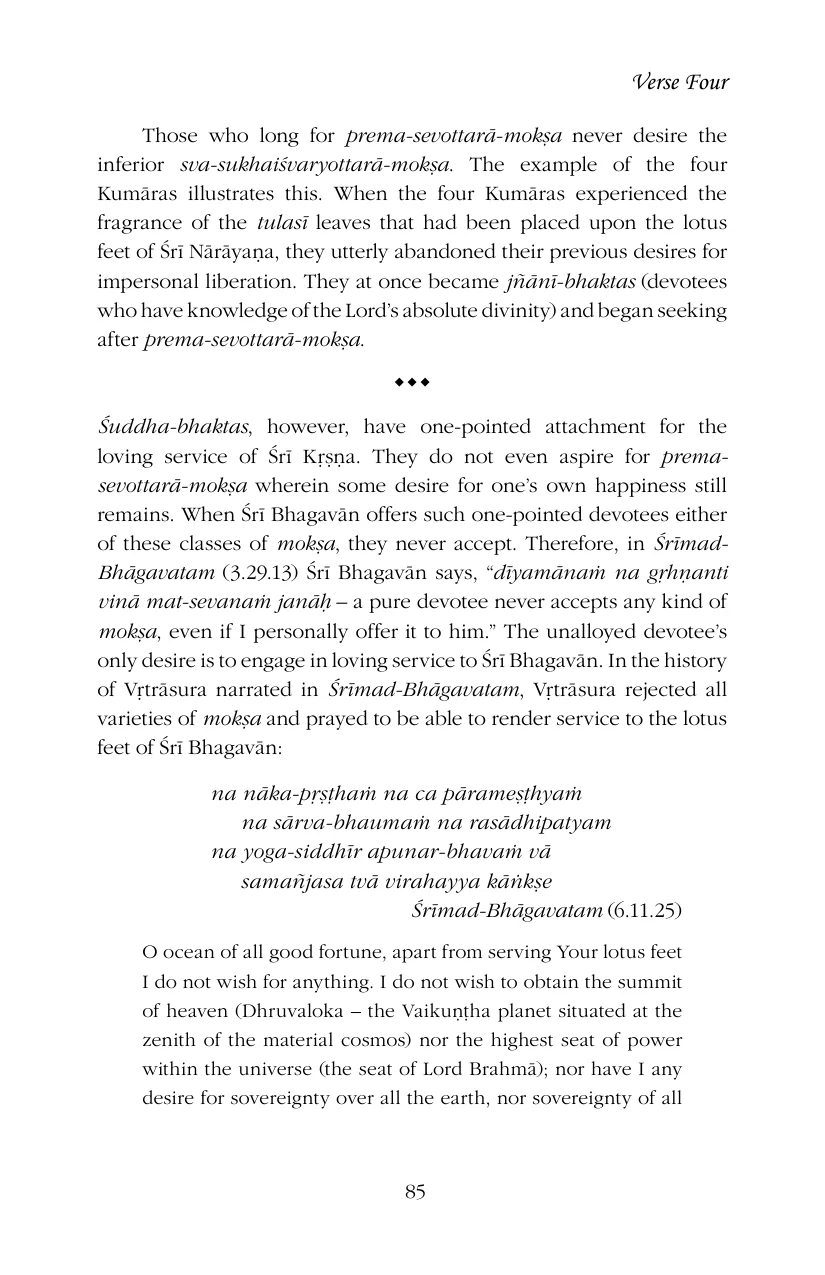 Verse Four
Those who long for prema-sevottarā-mokṣa never desire the
inferior sva-sukhaiśvaryottarā-mokṣa. The example of the four
Kumāras illustrates this. When the four Kumāras experienced the
fragrance of the tulasī leaves that had been placed upon the lotus
feet of Śrī Nārāyaṇa, they utterly abandoned their previous desires for
impersonal liberation. They at once became jñānī-bhaktas (devotees
who have knowledge of the Lord’s absolute divinity) and began seeking
after prema-sevottarā-mokṣa.
◆◆◆
Śuddha-bhaktas, however, have one-pointed attachment for the
loving service of Śrī Kṛṣṇa. They do not even aspire for prema-
sevottarā-mokṣa wherein some desire for one’s own happiness still
remains. When Śrī Bhagavān offers such one-pointed devotees either
of these classes of mokṣa, they never accept. Therefore, in Śrīmad-
Bhāgavatam (3.29.13) Śrī Bhagavān says, “dīyamānaṁ na gṛhṇanti
vinā mat-sevanaṁ janāḥ – a pure devotee never accepts any kind of
mokṣa, even if I personally offer it to him.” The unalloyed devotee’s
only desire is to engage in loving service to Śrī Bhagavān. In the history
of Vṛtrāsura narrated in Śrīmad-Bhāgavatam, Vṛtrāsura rejected all
varieties of mokṣa and prayed to be able to render service to the lotus
feet of Śrī Bhagavān:
na nāka-pṛṣṭhaṁ na ca pārameṣṭhyaṁ
na sārva-bhaumaṁ na rasādhipatyam
na yoga-siddhīr apunar-bhavaṁ vā
samañjasa tvā virahayya kāṅkṣe
Śrīmad-Bhāgavatam (6.11.25)
O ocean of all good fortune, apart from serving Your lotus feet
I do not wish for anything. I do not wish to obtain the summit
of heaven (Dhruvaloka – the Vaikuṇṭha planet situated at the
zenith of the material cosmos) nor the highest seat of power
within the universe (the seat of Lord Brahmā); nor have I any
desire for sovereignty over all the earth, nor sovereignty of all
85